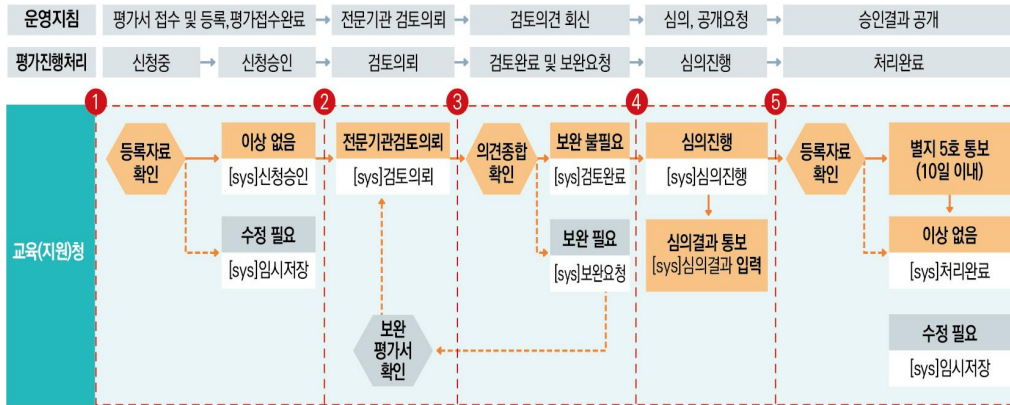 운영지침
평가서 접수 및 등록,평가접수완료
전문기관 검토의뢰
검토의견 회신
심의, 공개요청
승인결과 공개
평가진행처리
신청중
신청승인
검토의뢰
검토완료 및 보완요청
심의진행
처리완료
1
2
3
4
5
교육(지원)청
등록자료
확인
이상 없음
[sys]신청승인
수정 필요
[sys]임시저장
전문기관검토의뢰
[sys]검토의뢰
보완
평가서
확인
의견종합
확인
보완 불필요
[sys]검토완료
보완 필요
[sys]보완요청
심의진행
[sys]심의진행
심의결과 통보
[sys]심의결과 입력
등록자료
확인
별지 5호 통보
(10일 이내)
이상 없음
[sys]처리완료
수정 필요
[sys]임시저장